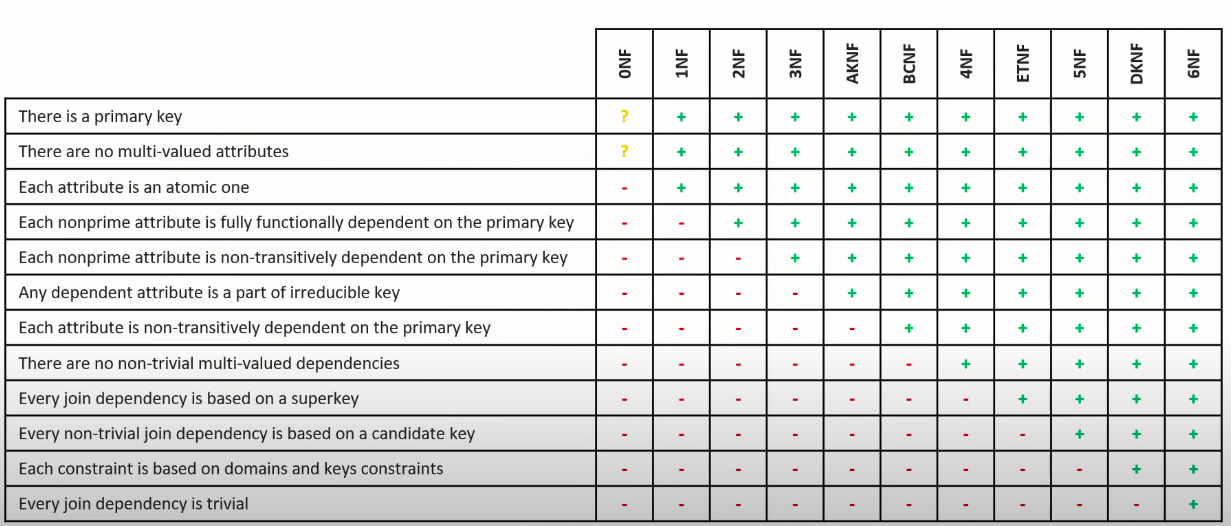 0NF 1NF 2NF 3NF AKNF BCNF 4NF ETNF 5NF DKNF 6NF
There is a primary key ? + + + + + + + + + +
There are no multi-valued attributes ? + + + + + + + + + +
Each attribute is an atomic one - + + + + + + + + + +
Each nonprime attribute is fully functionally dependent on the primary key - - + + + + + + + + +
Each nonprime attribute is non-transitively dependent on the primary key - - - + + + + + + + +
Any dependent attribute is a part of irreducible key - - - - + + + + + + +
Each attribute is non-transitively dependent on the primary key - - - - - + + + + + +
There are no non-trivial multi-valued dependencies - - - - - - + + + + +
Every join dependency is based on a superkey - - - - - - - + + + +
Every non-trivial join dependency is based on a candidate key - - - - - - - - + + +
Each constraint is based on domains and keys constraints - - - - - - - - - + +
Every join dependency is trivial - - - - - - - - - - +